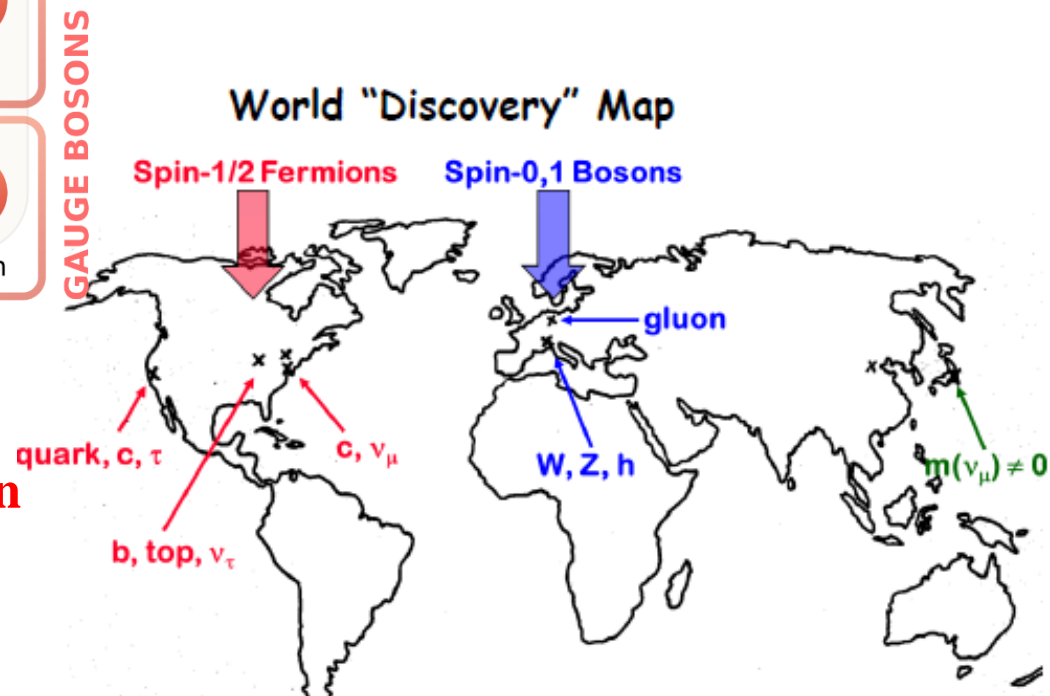 GAUGE BOSONS
World “Discovery” Map
Spin-1/2 Fermions
Spin-0,1 Bosons
n
gluon
quark, c, τ
n
c, νμ
W, Z, h
m(νμ) ≠ 0
b, top, ντ